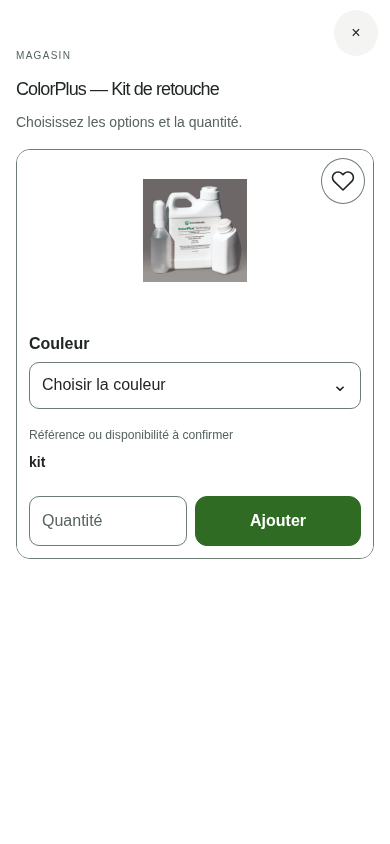 ×
MAGASIN
ColorPlus — Kit de retouche
Choisissez les options et la quantité.
Couleur
Choisir la couleur
Référence ou disponibilité à confirmer
kit
Quantité
Ajouter